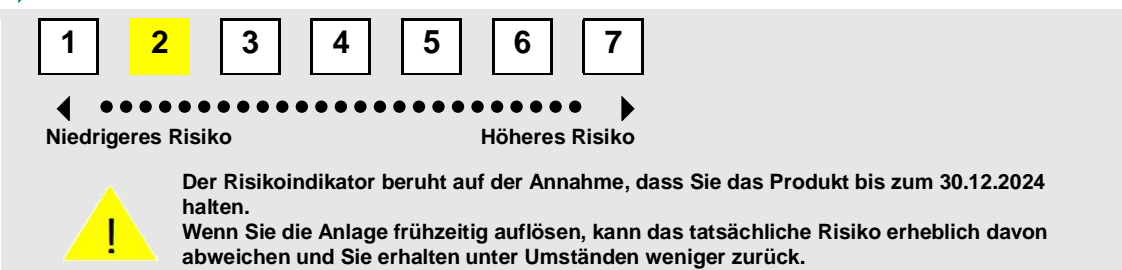 1 2 3 4 5 6 7
Niedrigeres Risiko Höheres Risiko
Der Risikoindikator beruht auf der Annahme, dass Sie das Produkt bis zum 30.12.2024
halten.
Wenn Sie die Anlage frühzeitig auflösen, kann das tatsächliche Risiko erheblich davon
! abweichen und Sie erhalten unter Umständen weniger zurück.